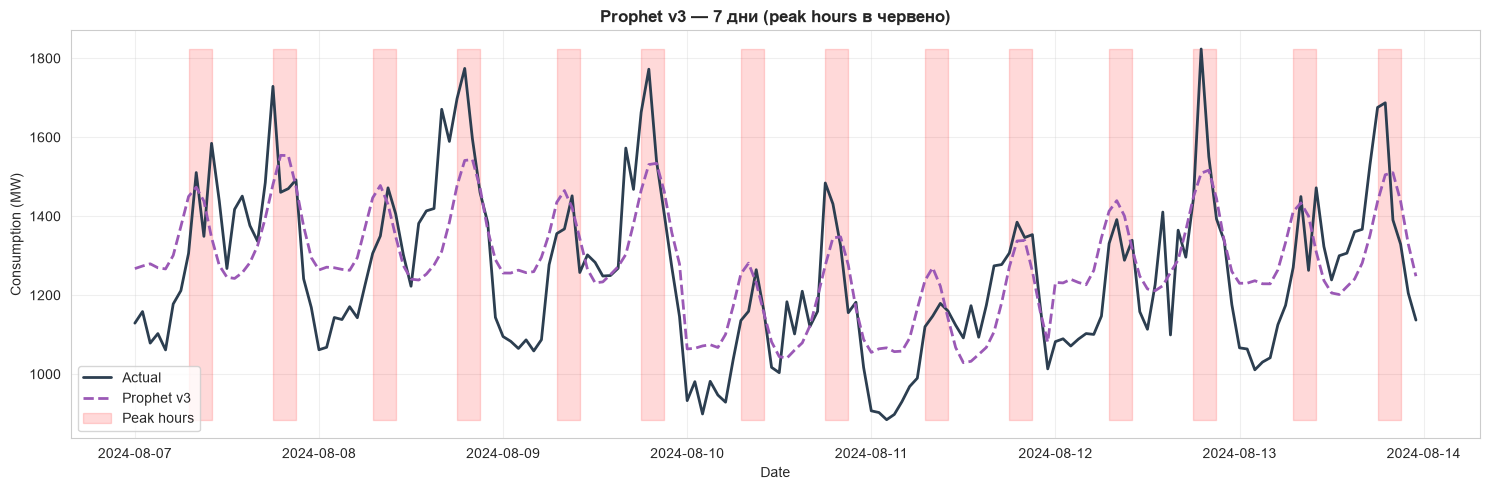 Prophet v3 — 7 дни (peak hours в червено)
Consumption (MW)
1800
1600
1400
1200
1000
Actual
Prophet v3
Peak hours
2024-08-07
2024-08-08
2024-08-09
2024-08-10
2024-08-11
2024-08-12
2024-08-13
2024-08-14
Date